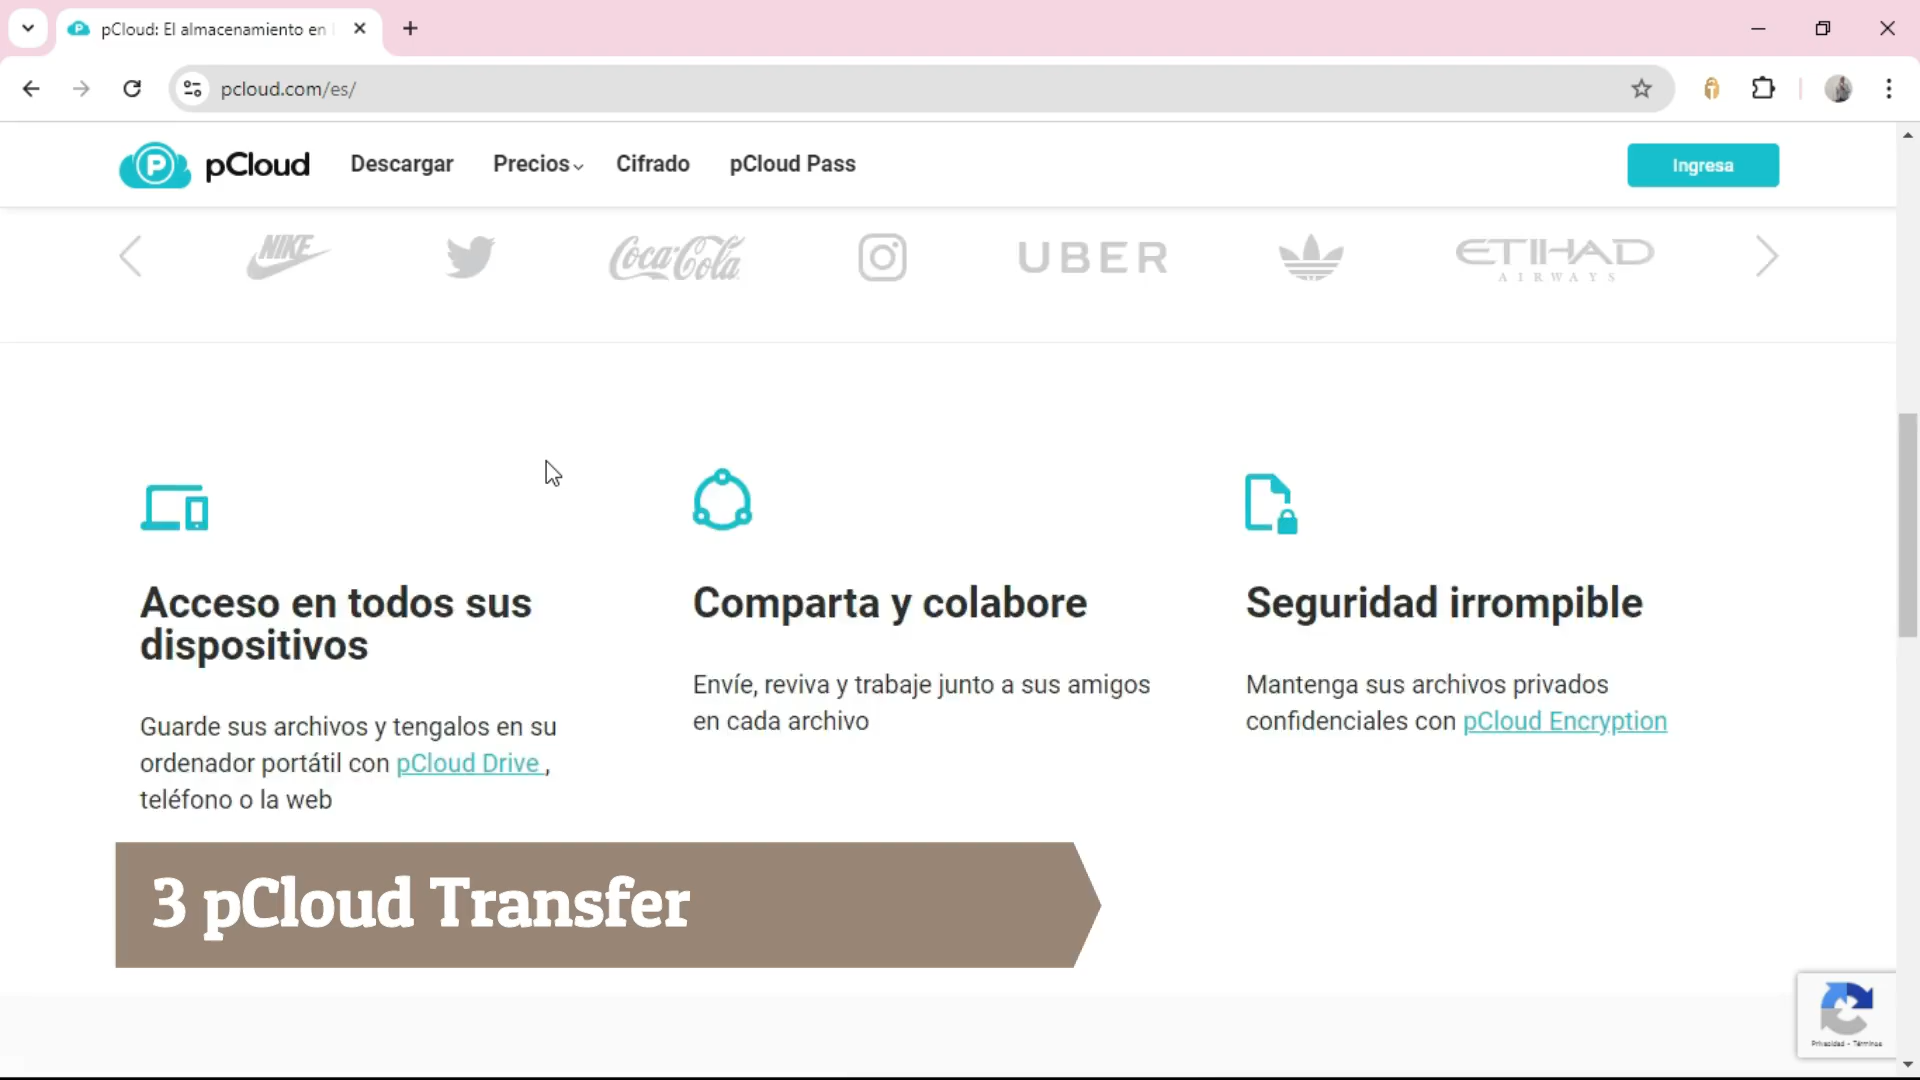 pCloud: El almacenamiento en
pcloud.com/es/
pCloud
Descargar
Precios
Cifrado
pCloud Pass
Ingresa
NIKE
Coca-Cola
UBER
ETIHAD
AIRWAYS
Acceso en todos sus
dispositivos
Guarde sus archivos y tengalos en su
ordenador portátil con pCloud Drive ,
teléfono o la web
Comparta y colabore
Envíe, reviva y trabaje junto a sus amigos
en cada archivo
Seguridad irrompible
Mantenga sus archivos privados
confidenciales con pCloud Encryption
3 pCloud Transfer
Privacidad - Términos